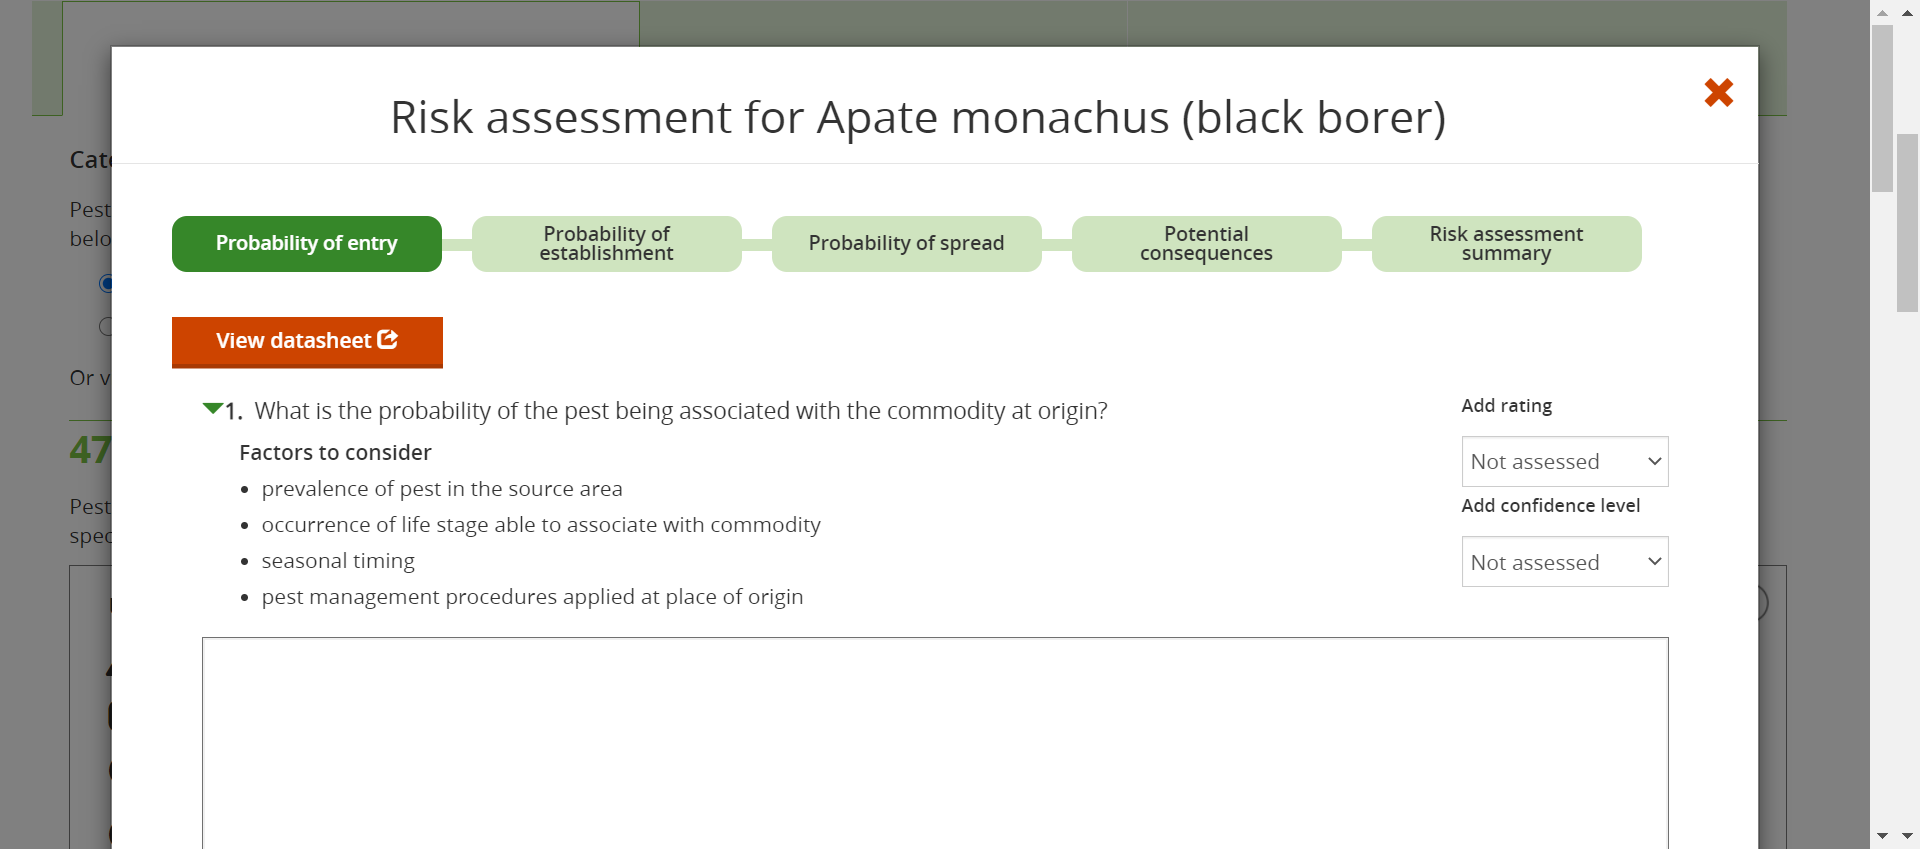 Risk assessment for Apate monachus (black borer)
Cate
Pest
belo
Probability of entry
Probability of
establishment
Probability of spread
Potential
consequences
Risk assessment
summary
View datasheet
Or v
1. What is the probability of the pest being associated with the commodity at origin?
Add rating
47
Factors to consider
Not assessed
• prevalence of pest in the source area
Pest
Add confidence level
• occurrence of life stage able to associate with commodity
spec
• seasonal timing
Not assessed
• pest management procedures applied at place of origin